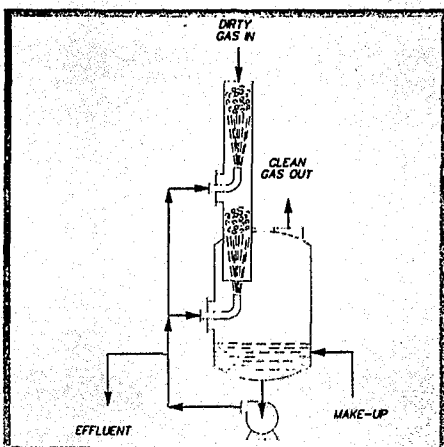 DIRTY
GAS IN
CLEAN
GAS OUT
EFFLUENT
MAKE-UP